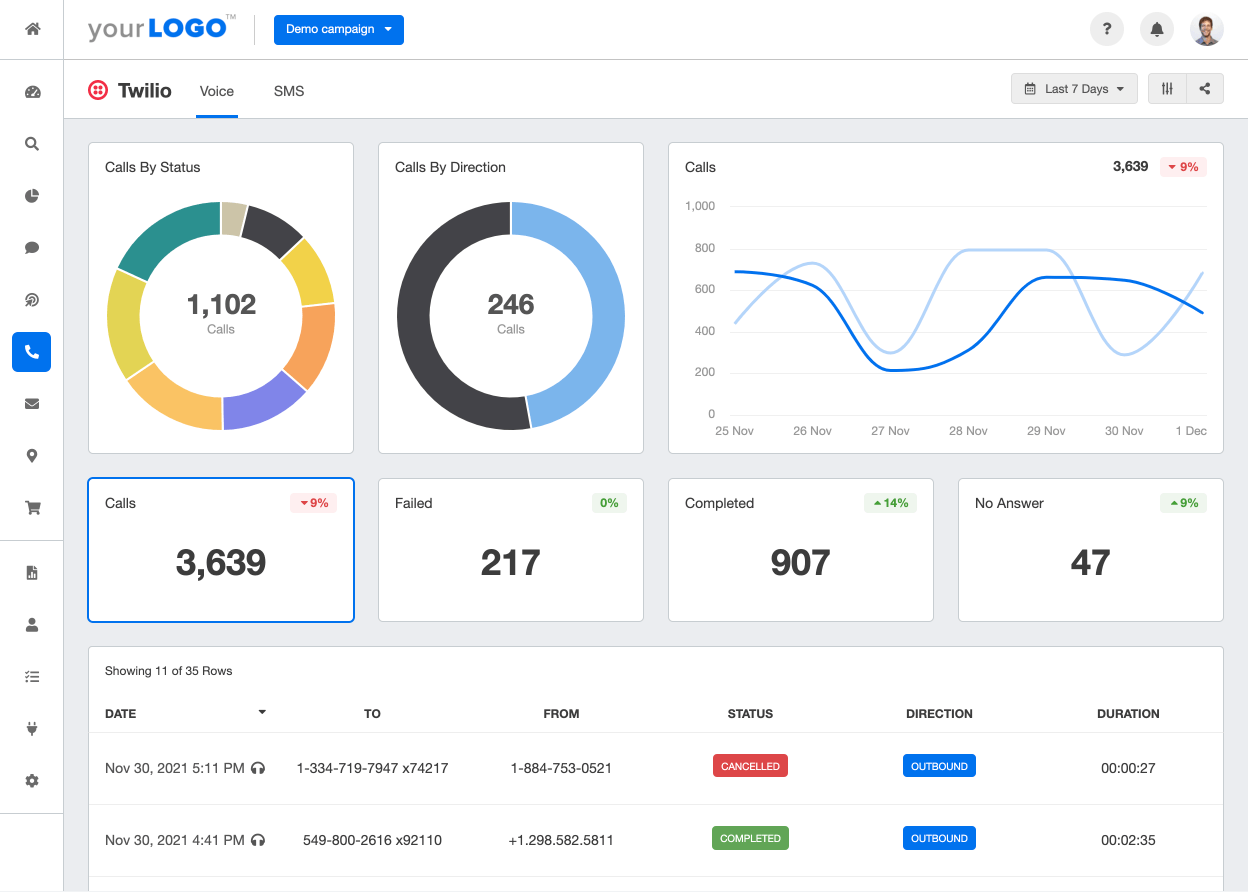 yourLOGO™
Demo campaign
?
Twilio
Voice
SMS
Last 7 Days
Calls By Status
1,102
Calls
Calls By Direction
246
Calls
Calls
3,639
9%
1,000
800
600
400
200
0
25 Nov
26 Nov
27 Nov
28 Nov
29 Nov
30 Nov
1 Dec
Calls
9%
3,639
Failed
0%
217
Completed
14%
907
No Answer
9%
47
Showing 11 of 35 Rows
DATE TO FROM STATUS DIRECTION DURATION
Nov 30, 2021 5:11 PM 1-334-719-7947 x74217 1-884-753-0521 CANCELLED OUTBOUND 00:00:27
Nov 30, 2021 4:41 PM 549-800-2616 x92110 +1.298.582.5811 COMPLETED OUTBOUND 00:02:35